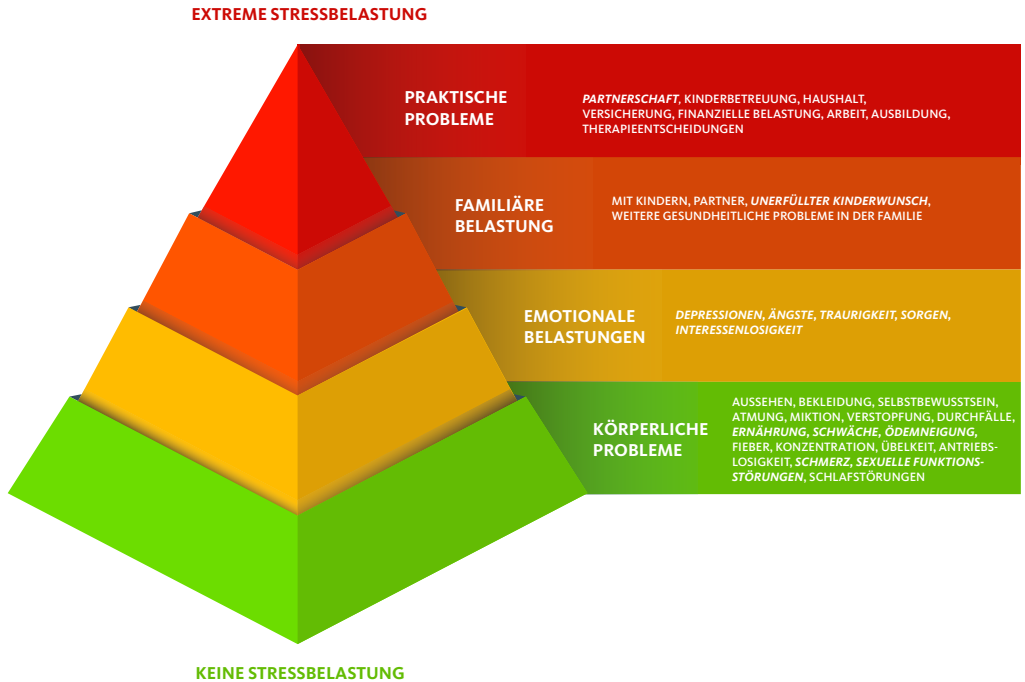 EXTREME STRESSBELASTUNG
PRAKTISCHE
PROBLEME
PARTNERSCHAFT, KINDERBETREUUNG, HAUSHALT,
VERSICHERUNG, FINANZIELLE BELASTUNG, ARBEIT, AUSBILDUNG,
THERAPIEENTSCHEIDUNGEN
FAMILIÄRE
BELASTUNG
MIT KINDERN, PARTNER, UNERFÜLLTER KINDERWUNSCH,
WEITERE GESUNDHEITLICHE PROBLEME IN DER FAMILIE
EMOTIONALE
BELASTUNGEN
DEPRESSIONEN, ÄNGSTE, TRAURIGKEIT, SORGEN,
INTERESSENLOSIGKEIT
KÖRPERLICHE
PROBLEME
AUSSEHEN, BEKLEIDUNG, SELBSTBEWUSSTSEIN,
ATMUNG, MIKTION, VERSTOPFUNG, DURCHFÄLLE,
ERNÄHRUNG, SCHWÄCHE, ÖDEMNEIGUNG,
FIEBER, KONZENTRATION, ÜBELKEIT, ANTRIEBS-
LOSIGKEIT, SCHMERZ, SEXUELLE FUNKTIONS-
STÖRUNGEN, SCHLAFSTÖRUNGEN
KEINE STRESSBELASTUNG